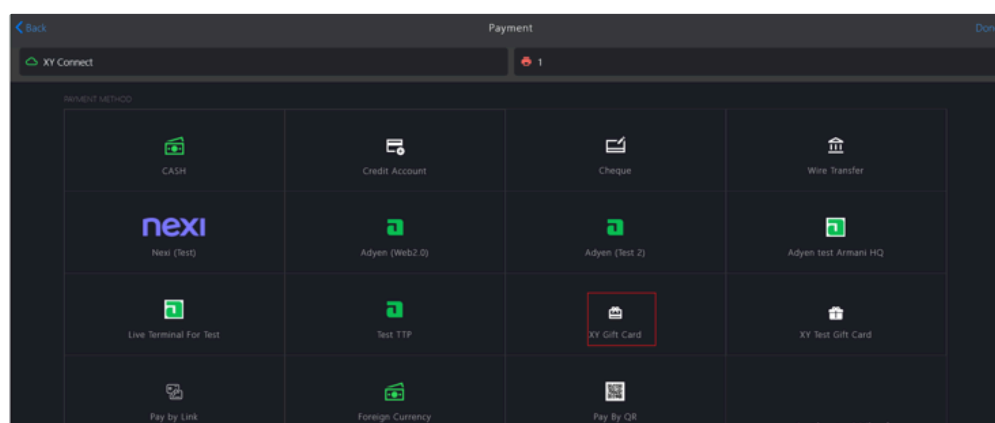 Back
Payment
Don
XY Connect
1
PAYMENT METHOD
CASH
Credit Account
Cheque
Wire Transfer
nexi
Nexi (Test)
Adyen (Web2.0)
Adyen (Test 2)
Adyen test Armani HQ
Live Terminal For Test
Test TTP
XY Gift Card
XY Test Gift Card
Pay by Link
Foreign Currency
Pay By QR